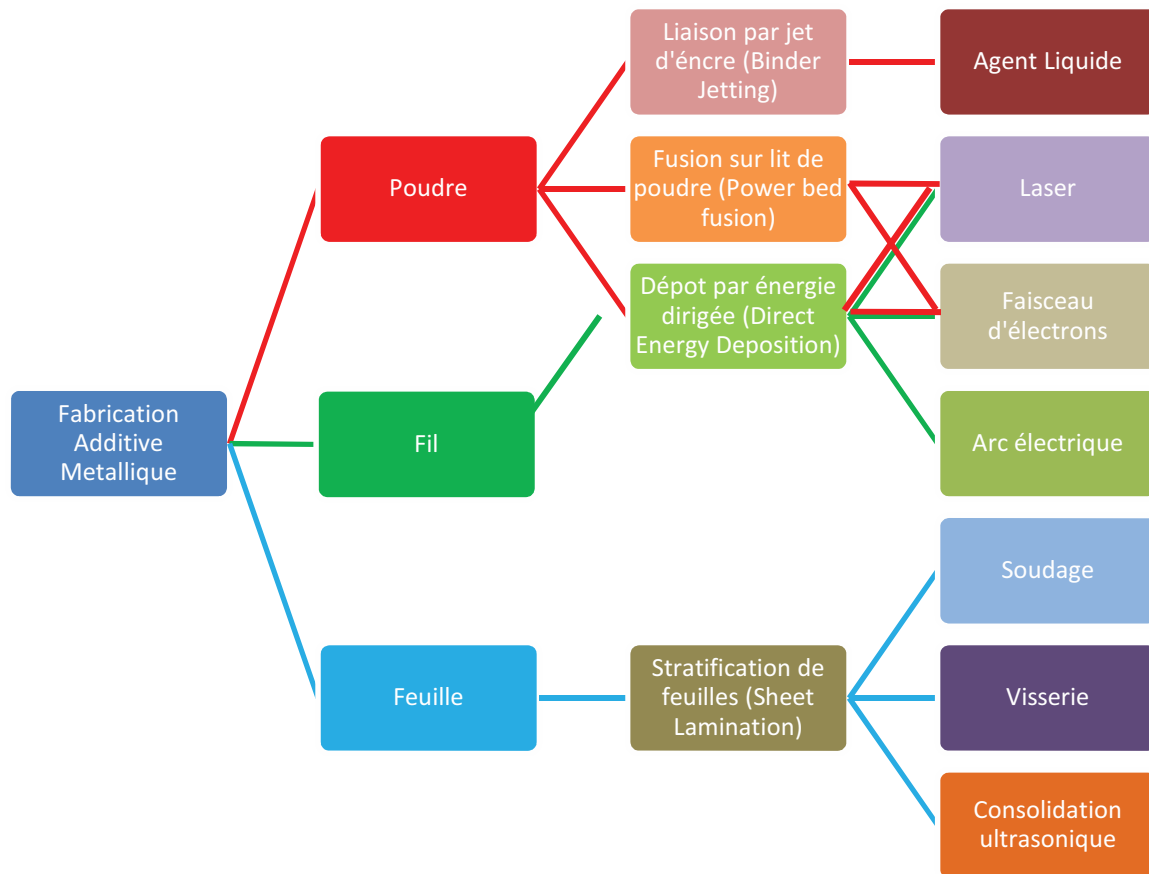 Liaison par jet
d'éncre (Binder
Jetting)
Agent Liquide
Poudre
Fusion sur lit de
poudre (Power bed
fusion)
Laser
Dépot par énergie
dirigée (Direct
Energy Deposition)
Faisceau
d'électrons
Fabrication
Additive
Metallique
Fil
Arc électrique
Soudage
Feuille
Stratification de
feuilles (Sheet
Lamination)
Visserie
Consolidation
ultrasonique